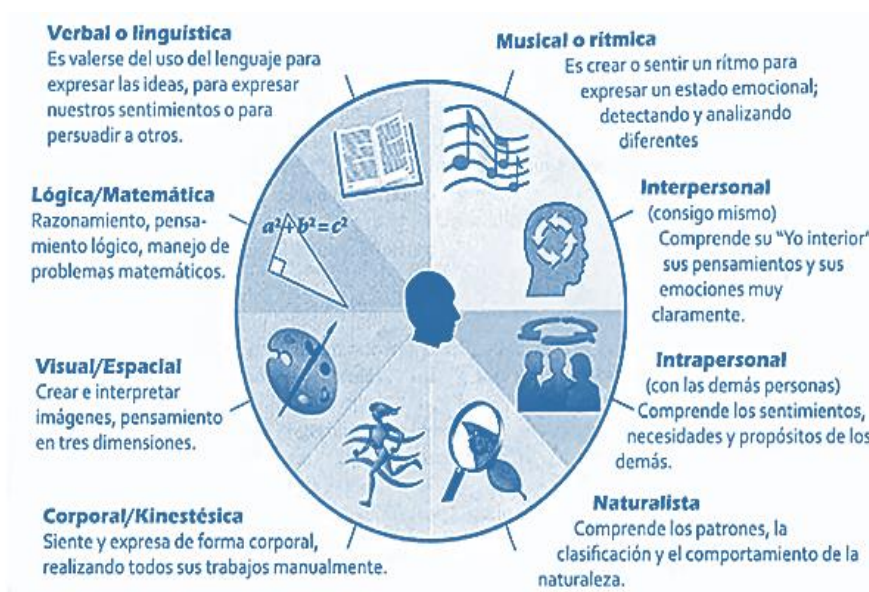 Verbal o linguística
Es valerse del uso del lenguaje para
expresar las ideas, para expresar
nuestros sentimientos o para
persuadir a otros.
Musical o rítmica
Es crear o sentir un rítmo para
expresar un estado emocional;
detectando y analizando
diferentes
Lógica/Matemática
Razonamiento, pensa-
miento lógico, manejo de
problemas matemáticos.
a²+b²=c²
Interpersonal
(consigo mismo)
Comprende su "Yo interior"
sus pensamientos y sus
emociones muy
claramente.
Visual/Espacial
Crear e interpretar
imágenes, pensamiento
en tres dimensiones.
Intrapersonal
(con las demás personas)
Comprende los sentimientos,
necesidades y propósitos de los
demás.
Corporal/Kinestésica
Siente y expresa de forma corporal,
realizando todos sus trabajos manualmente.
Naturalista
Comprende los patrones, la
clasificación y el comportamiento de la
naturaleza.